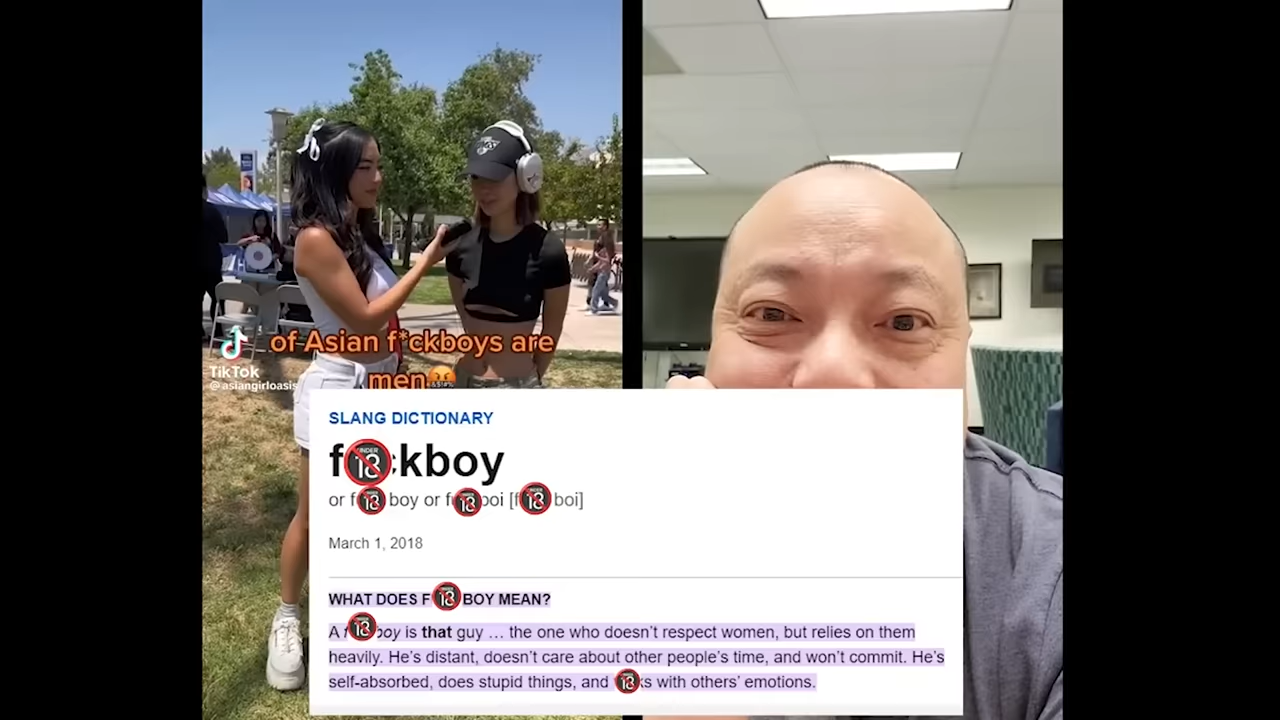 of Asian f*ckboys are
men🤬
TikTok
@asiangirloasis
SLANG DICTIONARY
f🔞ckboy
or f🔞 boy or f🔞boi [f🔞 boi]
March 1, 2018
WHAT DOES F🔞BOY MEAN?
A f🔞boy is that guy … the one who doesn't respect women, but relies on them
heavily. He's distant, doesn't care about other people's time, and won't commit. He's
self-absorbed, does stupid things, and 🔞ks with others' emotions.